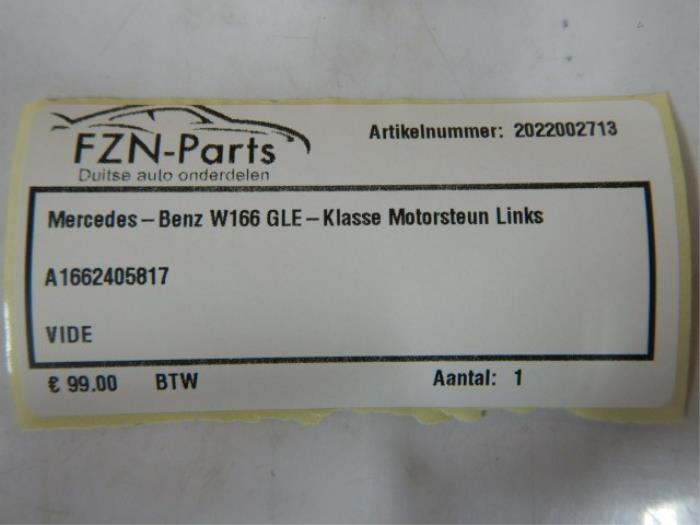 FZN-Parts
Duitse auto onderdelen
Artikelnummer: 2022002713
Mercedes-Benz W166 GLE-Klasse Motorsteun Links
A1662405817
VIDE
€ 99.00 BTW Aantal: 1